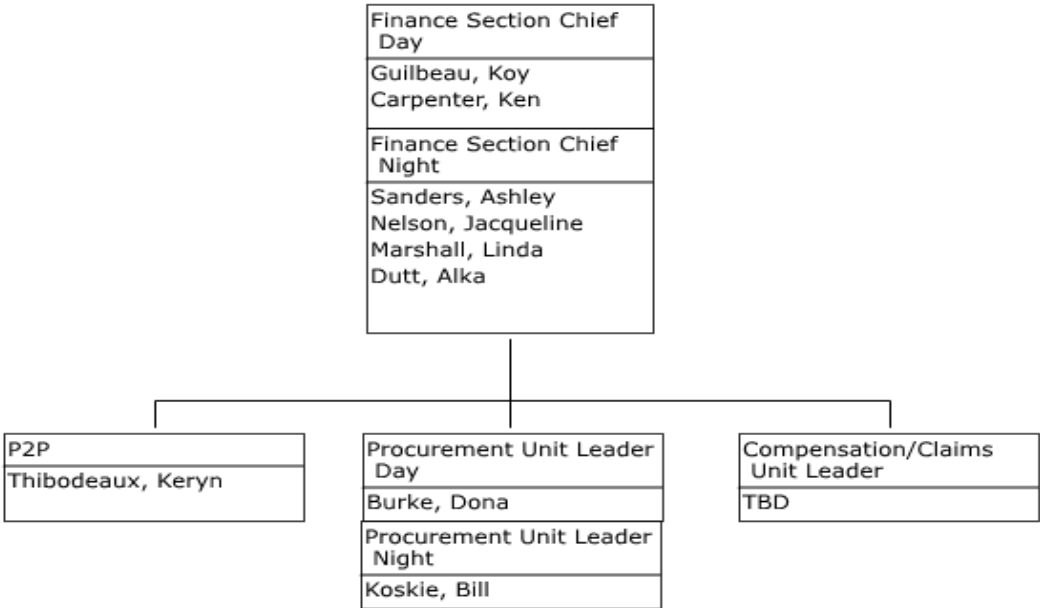 Finance Section Chief
Day
Guilbeau, Koy
Carpenter, Ken
Finance Section Chief
Night
Sanders, Ashley
Nelson, Jacqueline
Marshall, Linda
Dutt, Alka
P2P
Thibodeaux, Keryn
Procurement Unit Leader
Day
Burke, Dona
Procurement Unit Leader
Night
Koskie, Bill
Compensation/Claims
Unit Leader
TBD